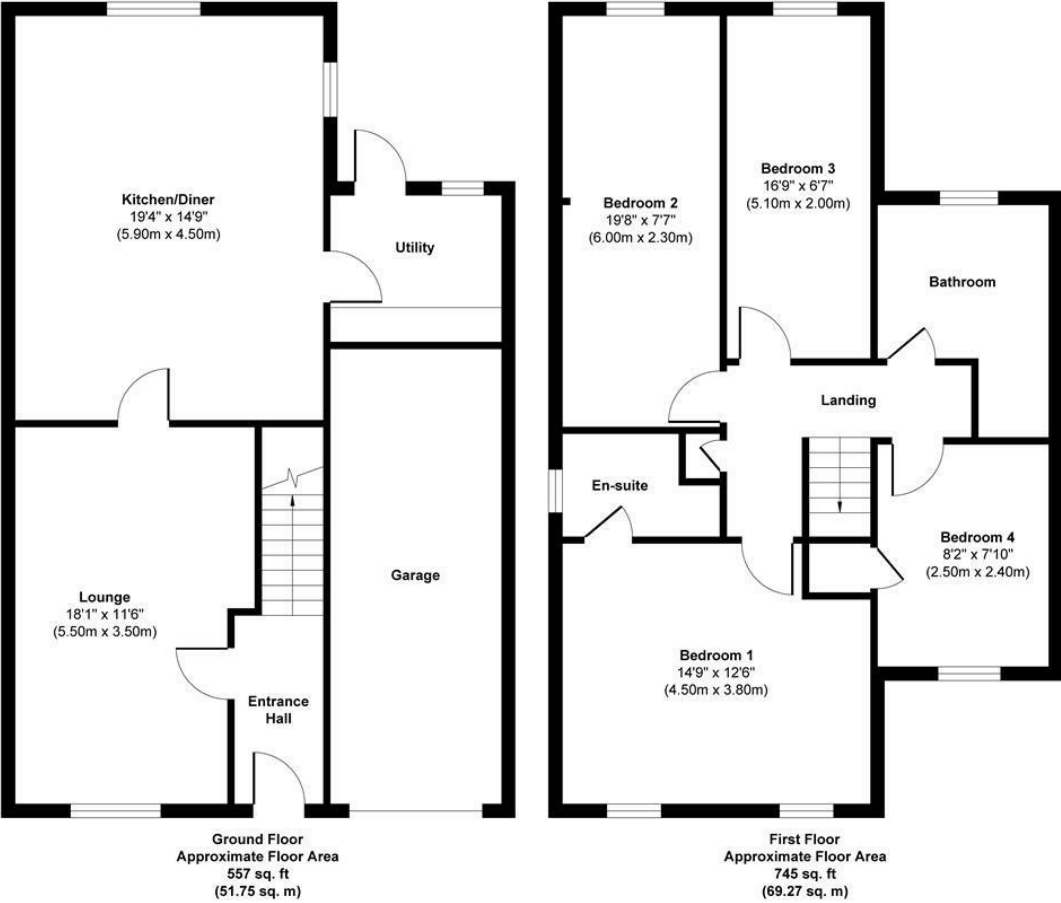 Kitchen/Diner
19'4" x 14'9"
(5.90m x 4.50m)
Utility
Lounge
18'1" x 11'6"
(5.50m x 3.50m)
Entrance
Hall
Garage
Ground Floor
Approximate Floor Area
557 sq. ft
(51.75 sq. m)
Bedroom 2
19'8" x 7'7"
(6.00m x 2.30m)
Bedroom 3
16'9" x 6'7"
(5.10m x 2.00m)
Bathroom
Landing
En-suite
Bedroom 4
8'2" x 7'10"
(2.50m x 2.40m)
Bedroom 1
14'9" x 12'6"
(4.50m x 3.80m)
First Floor
Approximate Floor Area
745 sq. ft
(69.27 sq. m)